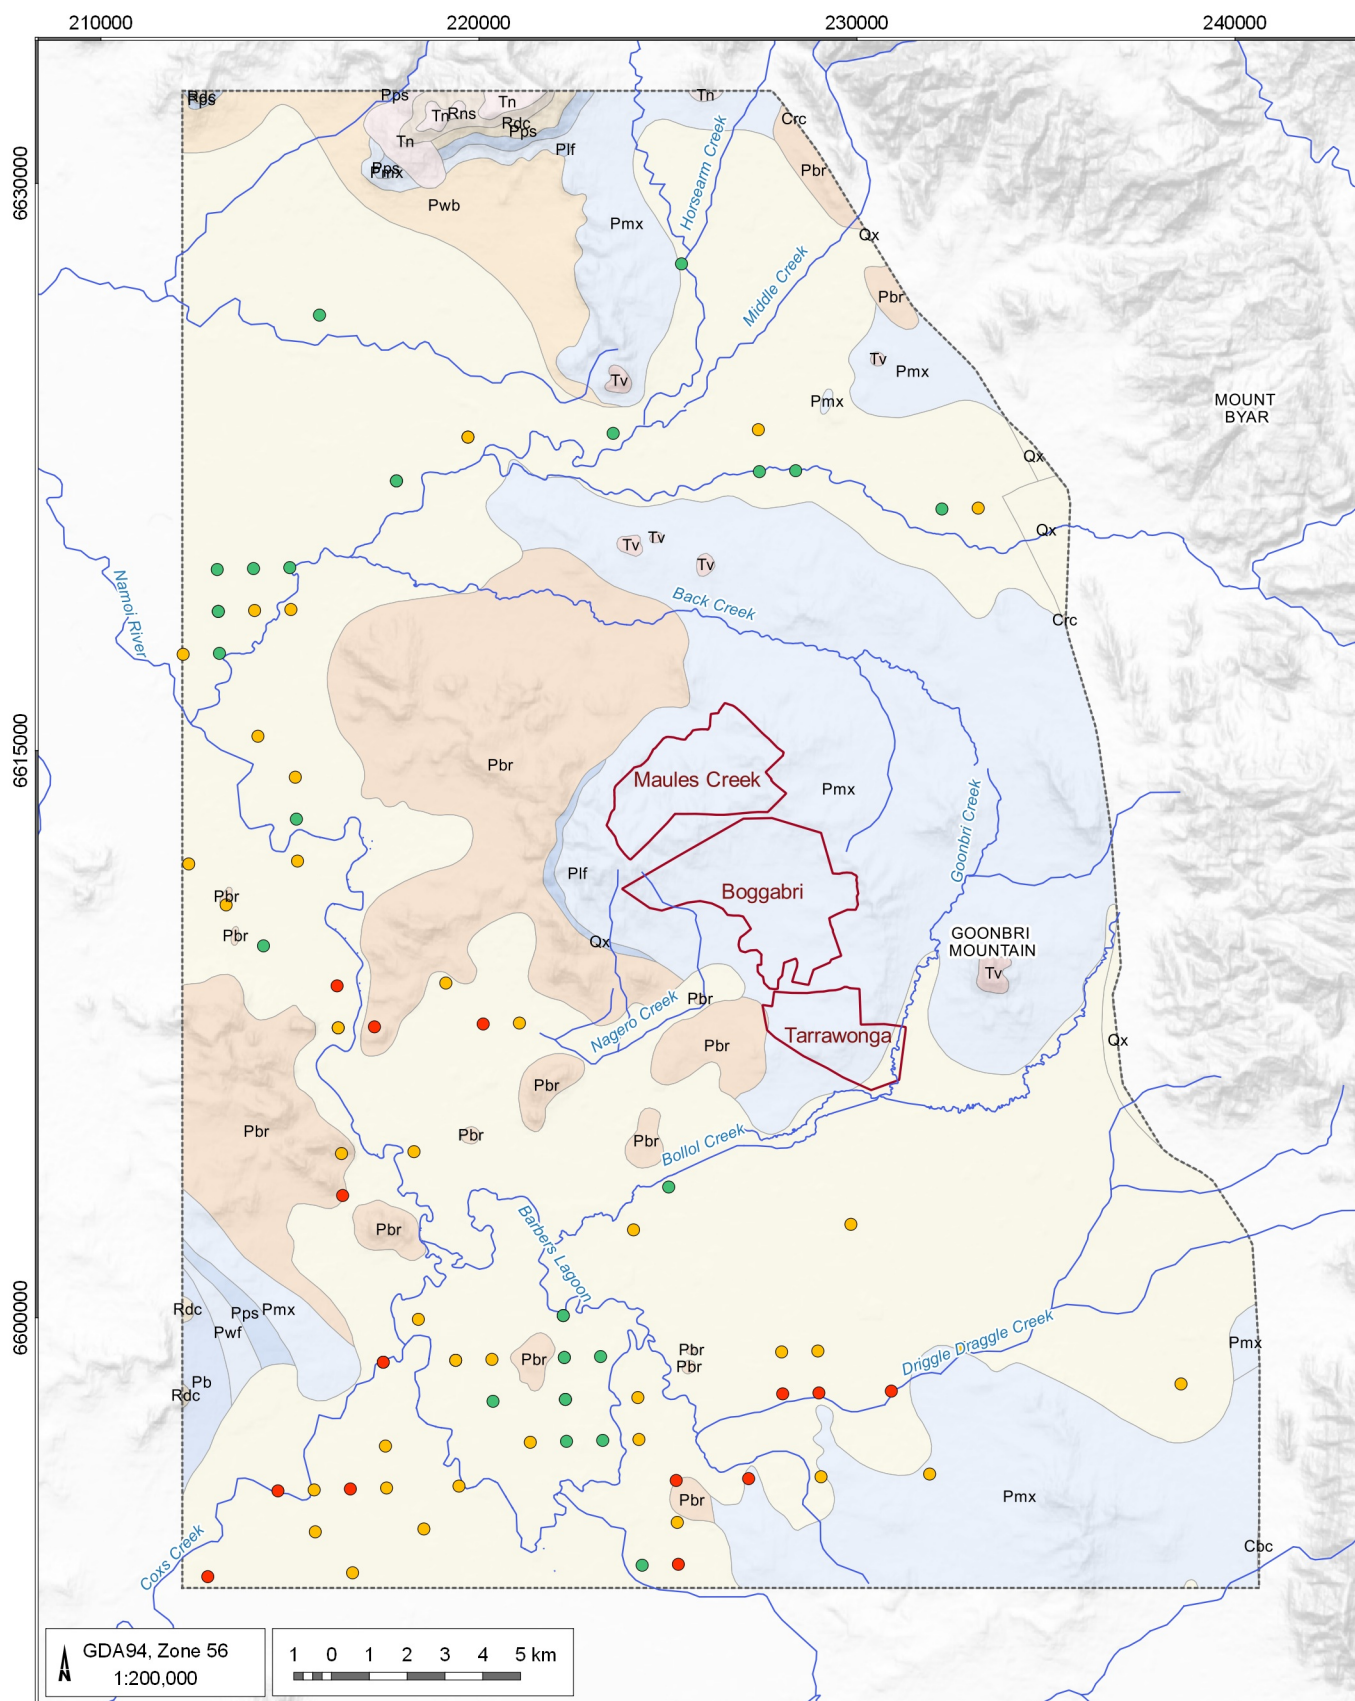 210000
220000
230000
240000
6630000
6615000
6600000
Rdc
Pps
Pps
Tn
Rns
Tn
Tn
Rdc
Pps
Tn
Plf
Pps
Pmx
Pwb
Pmx
Tn
Crc
Pbr
Qx
Pbr
Horsearm Creek
Middle Creek
Tv
Tv
Pmx
Pmx
MOUNT
BYAR
Qx
Qx
Crc
Tv
Tv
Tv
Back Creek
Namoi River
Pbr
Maules Creek
Pmx
Goonbri Creek
Plf
Boggabri
Pbr
Pbr
Qx
GOONBRI
MOUNTAIN
Tv
Pbr
Nagero Creek
Pbr
Tarrawonga
Qx
Pbr
Pbr
Pbr
Pbr
Bollol Creek
Pbr
Barbers Lagoon
Rdc
Pps
Pmx
Pwf
Pb
Rdc
Pbr
Pbr
Pbr
Driggle Draggle Creek
Pmx
Pbr
Pmx
Cbc
Coxs Creek
N
GDA94, Zone 56
1:200,000
1 0 1 2 3 4 5 km